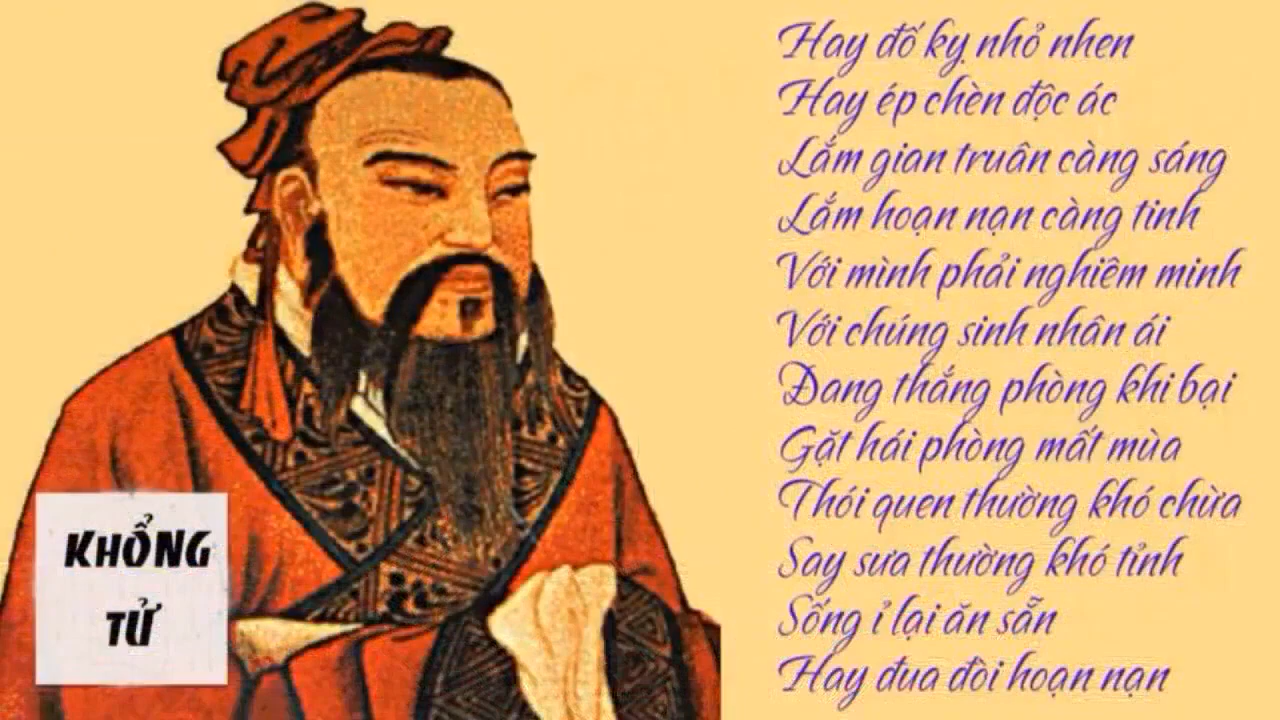 KHỔNG
TỬ
Hay đố kỵ nhỏ nhen
Hay ép chèn độc ác
Lắm gian truân càng sáng
Lắm hoạn nạn càng tinh
Với mình phải nghiêm minh
Với chúng sinh nhân ái
Đang thắng phòng khi bại
Gặt hái phòng mất mùa
Thói quen thường khó chừa
Say sưa thường khó tỉnh
Sống ỉ lại ăn sẵn
Hay đua đòi hoạn nạn